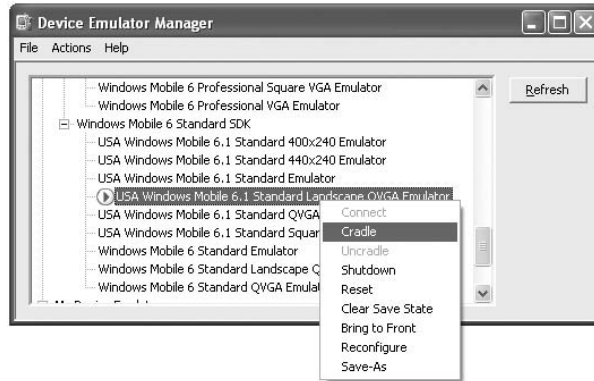 Device Emulator Manager
File Actions Help
Refresh
Windows Mobile 6 Professional Square VGA Emulator
Windows Mobile 6 Professional VGA Emulator
Windows Mobile 6 Standard SDK
USA Windows Mobile 6.1 Standard 400x240 Emulator
USA Windows Mobile 6.1 Standard 440x240 Emulator
USA Windows Mobile 6.1 Standard Emulator
USA Windows Mobile 6.1 Standard Landscape QVGA Emulator
USA Windows Mobile 6.1 Standard QVGA
USA Windows Mobile 6.1 Standard Squar
Windows Mobile 6 Standard Emulator
Windows Mobile 6 Standard Landscape Q
Windows Mobile 6 Standard QVGA Emula
Connect
Cradle
Uncradle
Shutdown
Reset
Clear Save State
Bring to Front
Reconfigure
Save-As